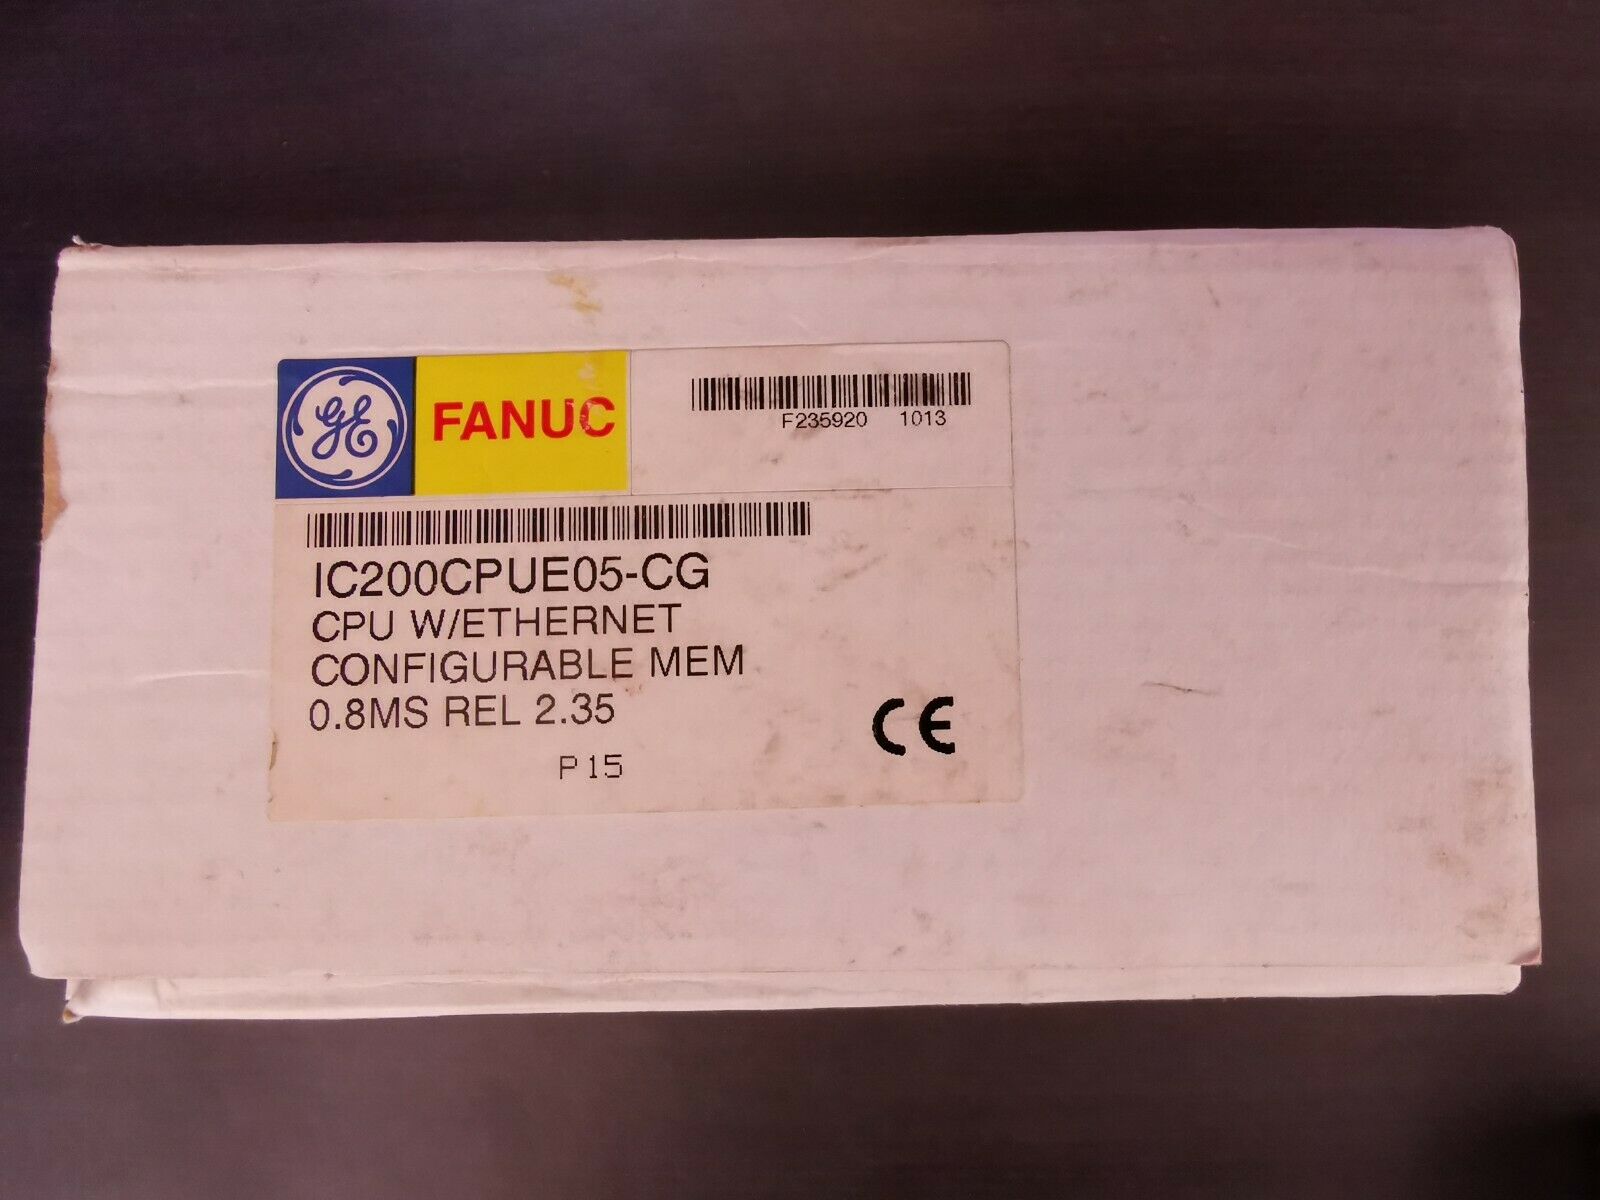 GE FANUC
F235920 1013
IC200CPUE05-CG
CPU W/ETHERNET
CONFIGURABLE MEM
0.8MS REL 2.35
CE
P15